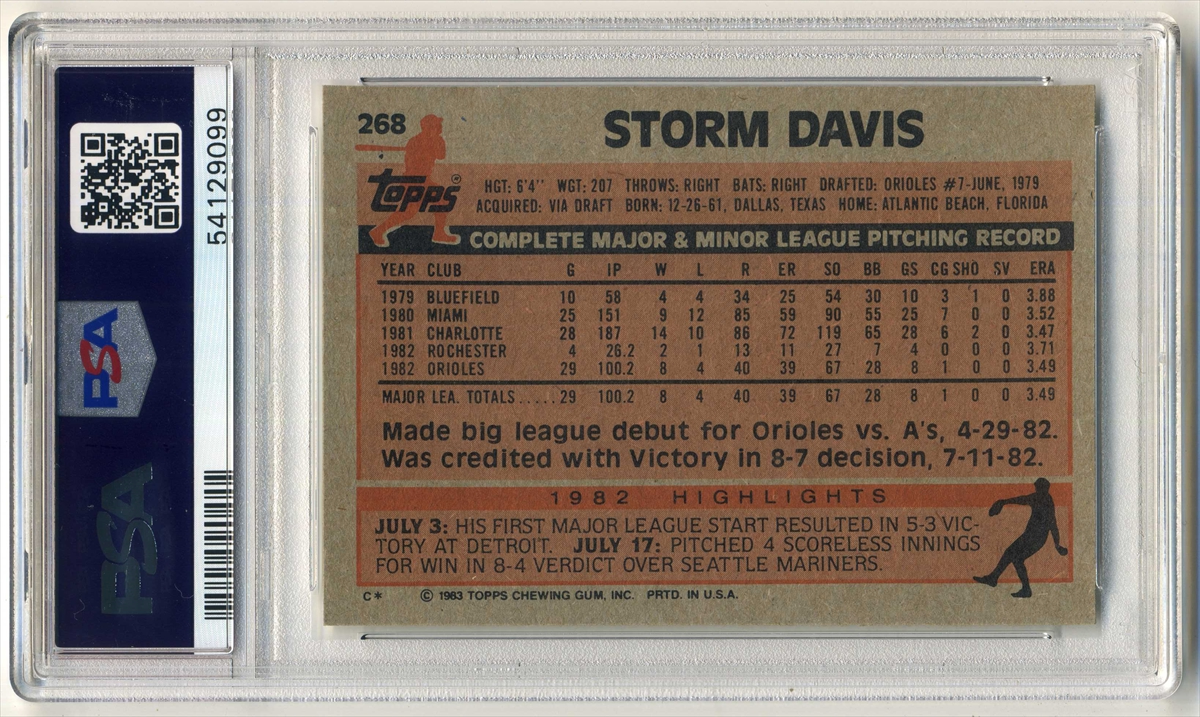 54129099
PSA
PSA
268
STORM DAVIS
Topps®
HGT: 6'4'' WGT: 207 THROWS: RIGHT BATS: RIGHT DRAFTED: ORIOLES #7-JUNE, 1979
ACQUIRED: VIA DRAFT BORN: 12-26-61, DALLAS, TEXAS HOME: ATLANTIC BEACH, FLORIDA
COMPLETE MAJOR & MINOR LEAGUE PITCHING RECORD
YEAR CLUB G IP W L R ER SO BB GS CG SHO SV ERA
1979 BLUEFIELD 10 58 4 4 34 25 54 30 10 3 1 0 3.88
1980 MIAMI 25 151 9 12 85 59 90 55 25 7 0 0 3.52
1981 CHARLOTTE 28 187 14 10 86 72 119 65 28 6 2 0 3.47
1982 ROCHESTER 4 26.2 2 1 13 11 27 7 4 0 0 0 3.71
1982 ORIOLES 29 100.2 8 4 40 39 67 28 8 1 0 0 3.49
MAJOR LEA. TOTALS.....29 100.2 8 4 40 39 67 28 8 1 0 0 3.49
Made big league debut for Orioles vs. A's, 4-29-82.
Was credited with Victory in 8-7 decision, 7-11-82.
1982 HIGHLIGHTS
JULY 3: HIS FIRST MAJOR LEAGUE START RESULTED IN 5-3 VIC-
TORY AT DETROIT. JULY 17: PITCHED 4 SCORELESS INNINGS
FOR WIN IN 8-4 VERDICT OVER SEATTLE MARINERS.
C* © 1983 TOPPS CHEWING GUM, INC. PRTD. IN U.S.A.